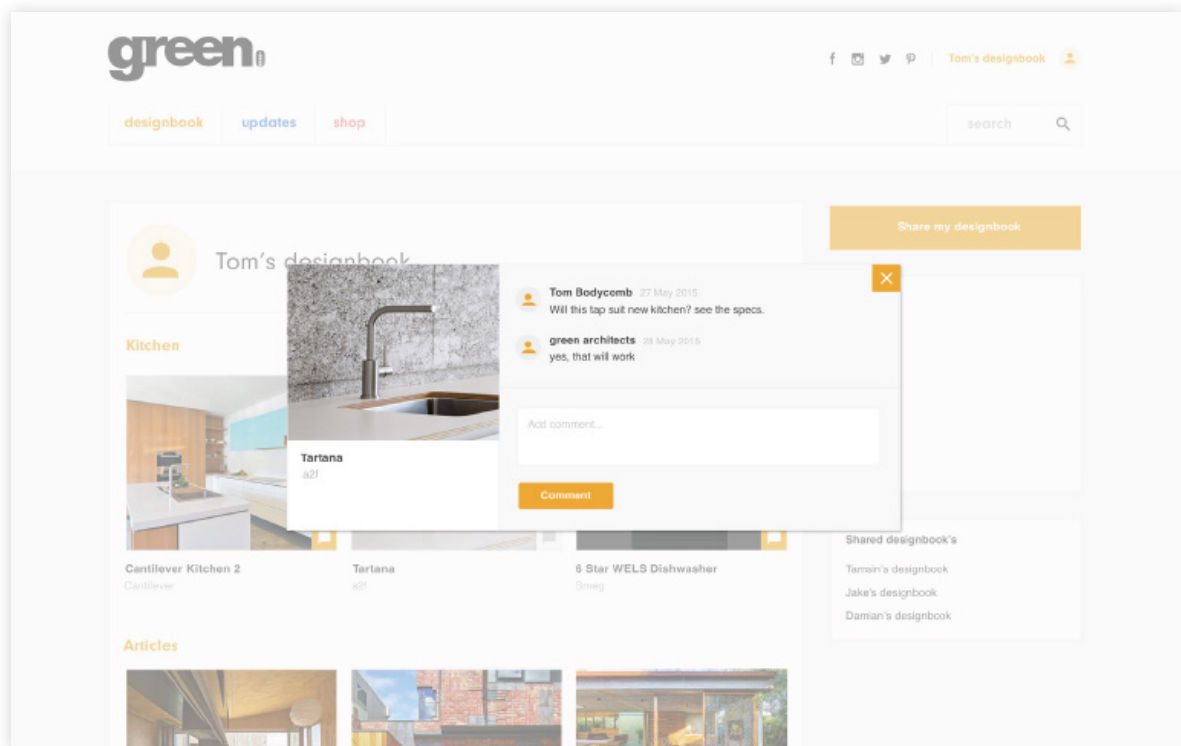 green.
Tom's designbook
designbook
updates
shop
search
Tom's designbook
Share my designbook
Tom Bodycomb 27 May 2015
Will this tap suit new kitchen? see the specs.
green architects 28 May 2015
yes, that will work
Add comment...
Comment
Tartana
a2f
Kitchen
Cantilever Kitchen 2
Cantilever
Tartana
a2f
6 Star WELS Dishwasher
Smeg
Shared designbook's
Tamsin's designbook
Jake's designbook
Damian's designbook
Articles